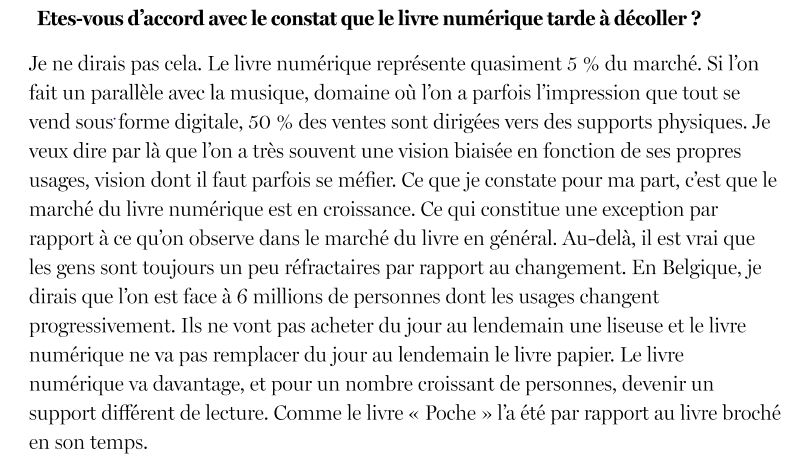 Etes-vous d’accord avec le constat que le livre numérique tarde à décoller ?
Je ne dirais pas cela. Le livre numérique représente quasiment 5 % du marché. Si l’on
fait un parallèle avec la musique, domaine où l’on a parfois l’impression que tout se
vend sous forme digitale, 50 % des ventes sont dirigées vers des supports physiques. Je
veux dire par là que l’on a très souvent une vision biaisée en fonction de ses propres
usages, vision dont il faut parfois se méfier. Ce que je constate pour ma part, c’est que le
marché du livre numérique est en croissance. Ce qui constitue une exception par
rapport à ce qu’on observe dans le marché du livre en général. Au-delà, il est vrai que
les gens sont toujours un peu réfractaires par rapport au changement. En Belgique, je
dirais que l’on est face à 6 millions de personnes dont les usages changent
progressivement. Ils ne vont pas acheter du jour au lendemain une liseuse et le livre
numérique ne va pas remplacer du jour au lendemain le livre papier. Le livre
numérique va davantage, et pour un nombre croissant de personnes, devenir un
support différent de lecture. Comme le livre « Poche » l’a été par rapport au livre broché
en son temps.